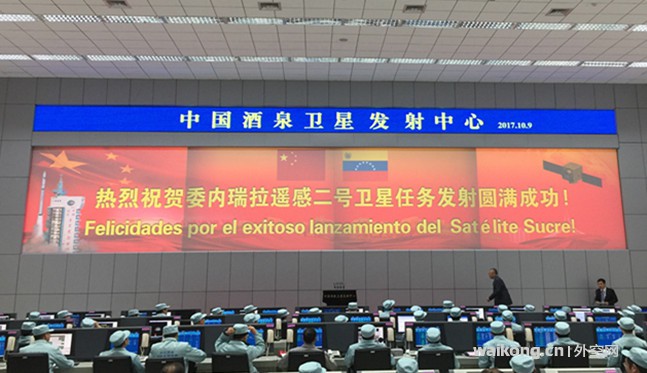 中国酒泉卫星发射中心 2017.10.9
热烈祝贺委内瑞拉遥感二号卫星任务发射圆满成功！
Felicidades por el exitoso lanzamiento del Satélite Sucre!
waikong.cn|外空网